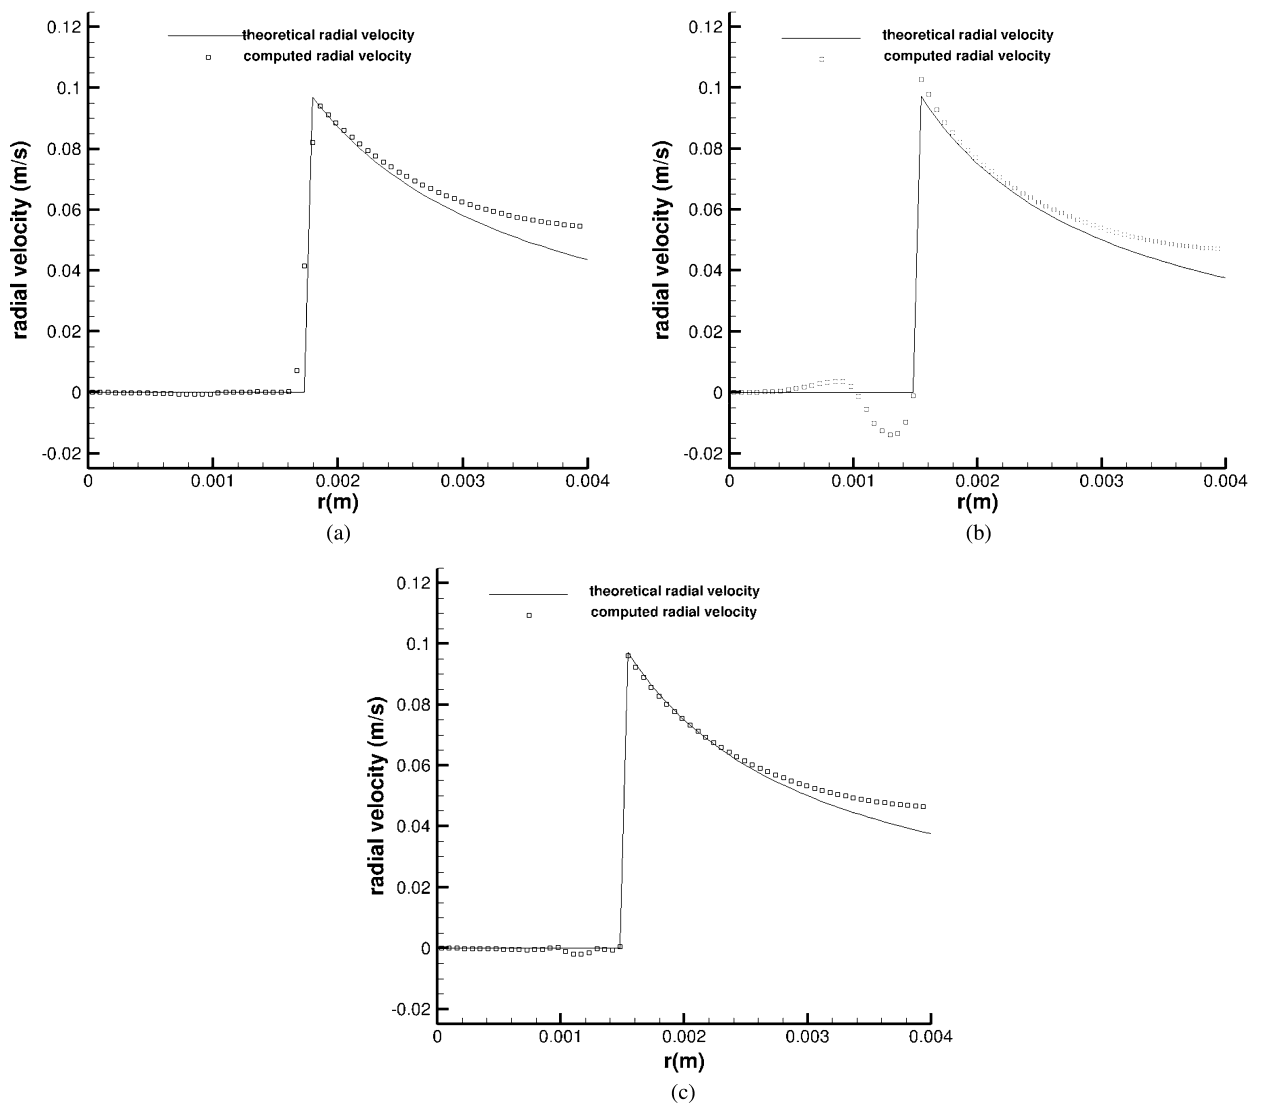 theoretical radial velocity
computed radial velocity
radial velocity (m/s)
0.12
0.1
0.08
0.06
0.04
0.02
0
-0.02
0 0.001 0.002 0.003 0.004
r(m)
(a)
theoretical radial velocity
computed radial velocity
radial velocity (m/s)
0.12
0.1
0.08
0.06
0.04
0.02
0
-0.02
0 0.001 0.002 0.003 0.004
r(m)
(b)
theoretical radial velocity
computed radial velocity
radial velocity (m/s)
0.12
0.1
0.08
0.06
0.04
0.02
0
-0.02
0 0.001 0.002 0.003 0.004
r(m)
(c)